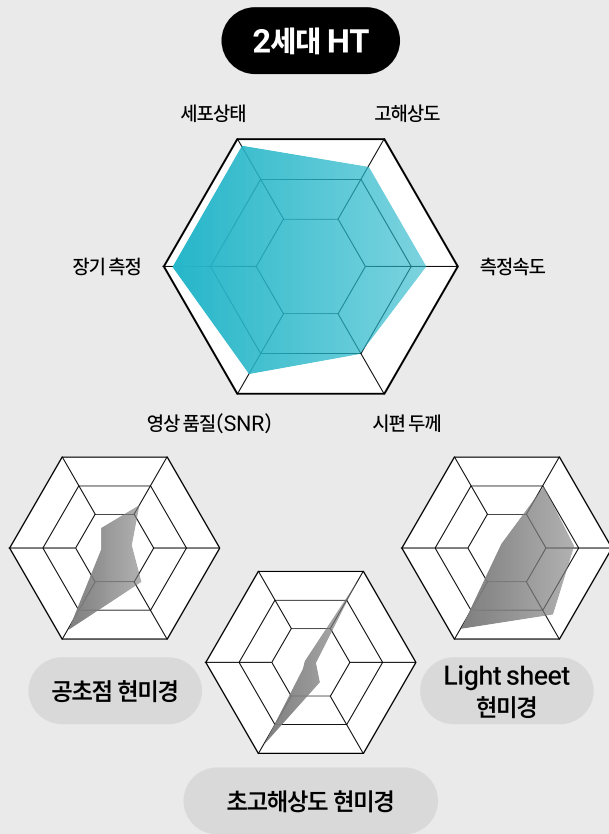 2세대 HT
세포상태
고해상도
장기 측정
측정속도
영상 품질(SNR)
시편 두께
공초점 현미경
Light sheet
현미경
초고해상도 현미경